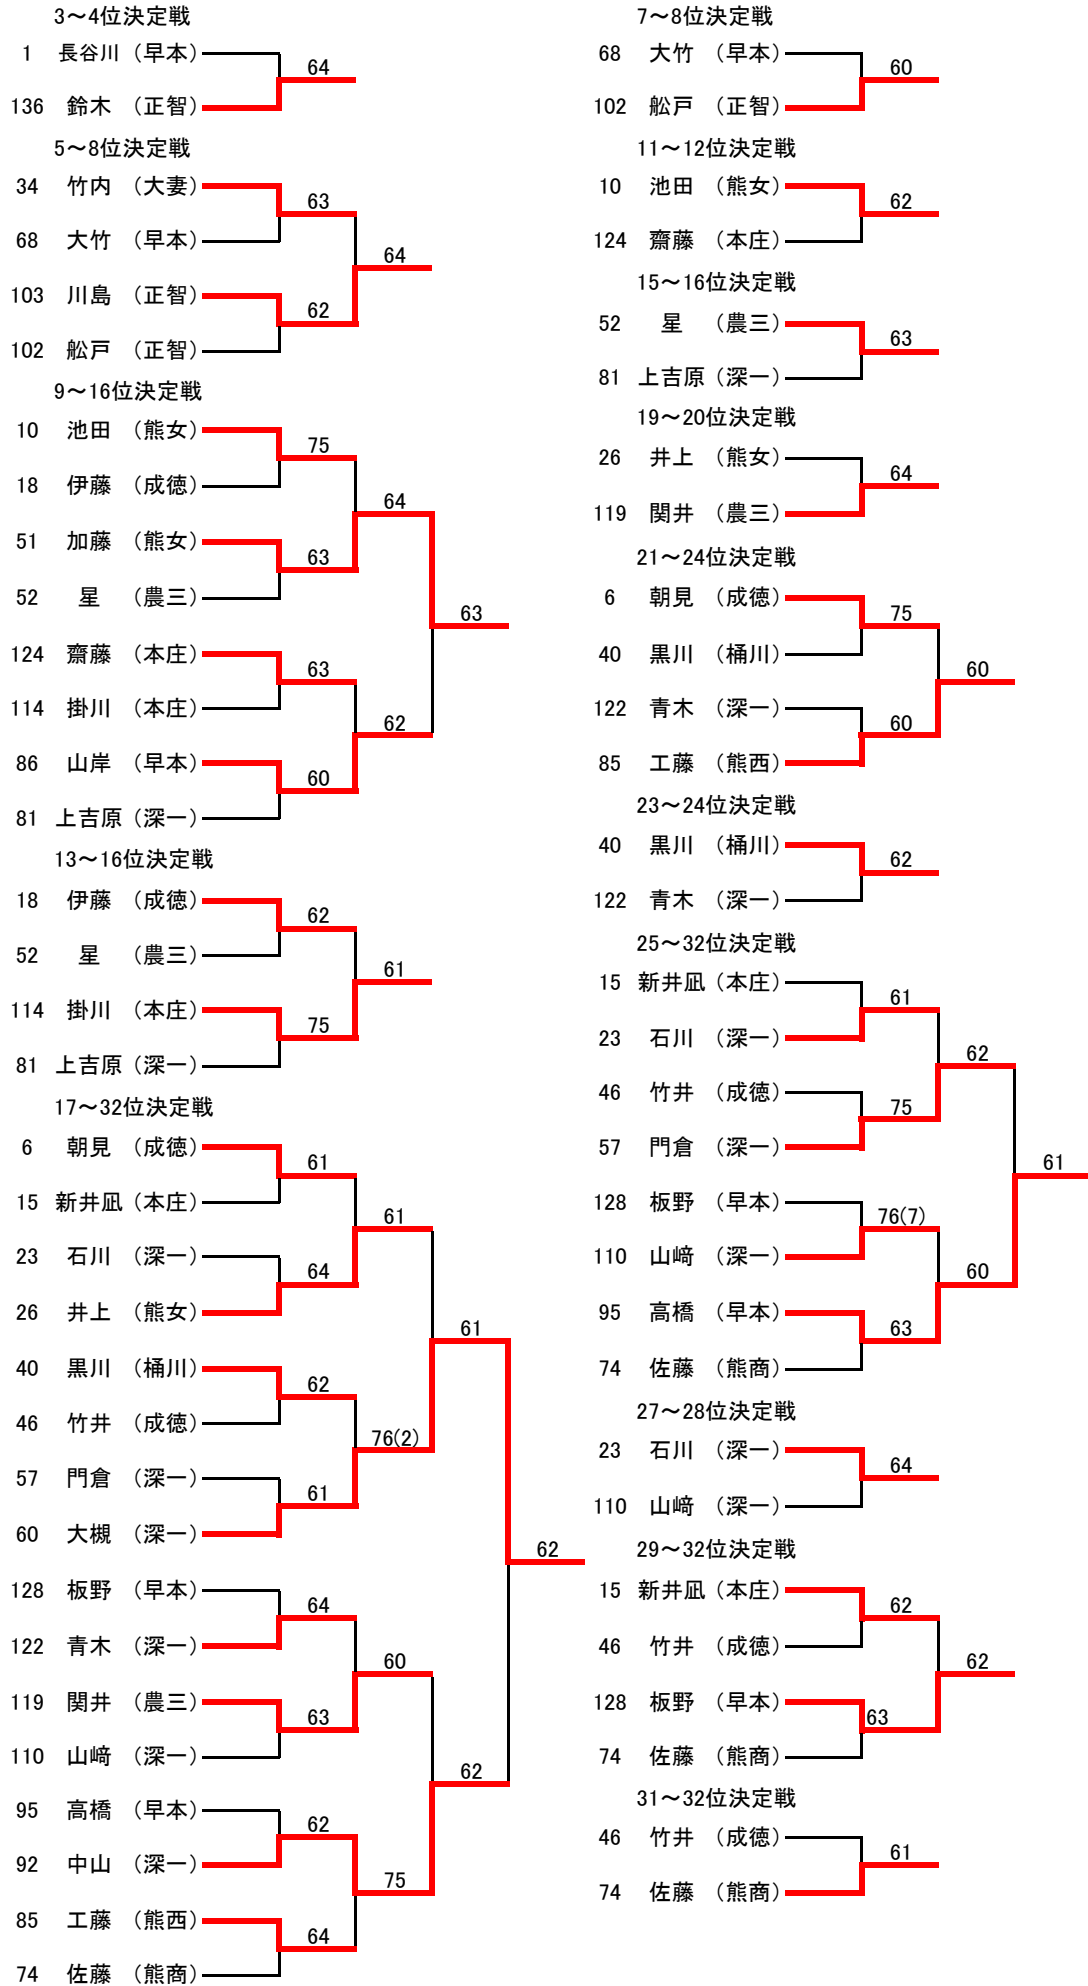 3～4位決定戦
1 長谷川（早本）
64
136 鈴木（正智）
5～8位決定戦
34 竹内（大妻）
63
68 大竹（早本）
64
103 川島（正智）
62
102 舩戸（正智）
9～16位決定戦
10 池田（熊女）
75
18 伊藤（成徳）
64
51 加藤（熊女）
63
52 星（農三）
63
124 齋藤（本庄）
63
114 掛川（本庄）
62
86 山岸（早本）
60
81 上吉原（深一）
13～16位決定戦
18 伊藤（成徳）
62
52 星（農三）
61
114 掛川（本庄）
75
81 上吉原（深一）
17～32位決定戦
6 朝見（成徳）
61
15 新井凪（本庄）
61
23 石川（深一）
64
26 井上（熊女）
61
40 黒川（桶川）
62
46 竹井（成徳）
76(2)
57 門倉（深一）
61
60 大槻（深一）
62
128 板野（早本）
64
122 青木（深一）
60
119 関井（農三）
63
110 山﨑（深一）
62
95 高橋（早本）
62
92 中山（深一）
75
85 工藤（熊西）
64
74 佐藤（熊商）
7～8位決定戦
68 大竹（早本）
60
102 舩戸（正智）
11～12位決定戦
10 池田（熊女）
62
124 齋藤（本庄）
15～16位決定戦
52 星（農三）
63
81 上吉原（深一）
19～20位決定戦
26 井上（熊女）
64
119 関井（農三）
21～24位決定戦
6 朝見（成徳）
75
40 黒川（桶川）
60
122 青木（深一）
60
85 工藤（熊西）
23～24位決定戦
40 黒川（桶川）
62
122 青木（深一）
25～32位決定戦
15 新井凪（本庄）
61
23 石川（深一）
62
46 竹井（成徳）
75
57 門倉（深一）
61
128 板野（早本）
76(7)
110 山﨑（深一）
60
95 高橋（早本）
63
74 佐藤（熊商）
27～28位決定戦
23 石川（深一）
64
110 山﨑（深一）
29～32位決定戦
15 新井凪（本庄）
62
46 竹井（成徳）
62
128 板野（早本）
63
74 佐藤（熊商）
31～32位決定戦
46 竹井（成徳）
61
74 佐藤（熊商）